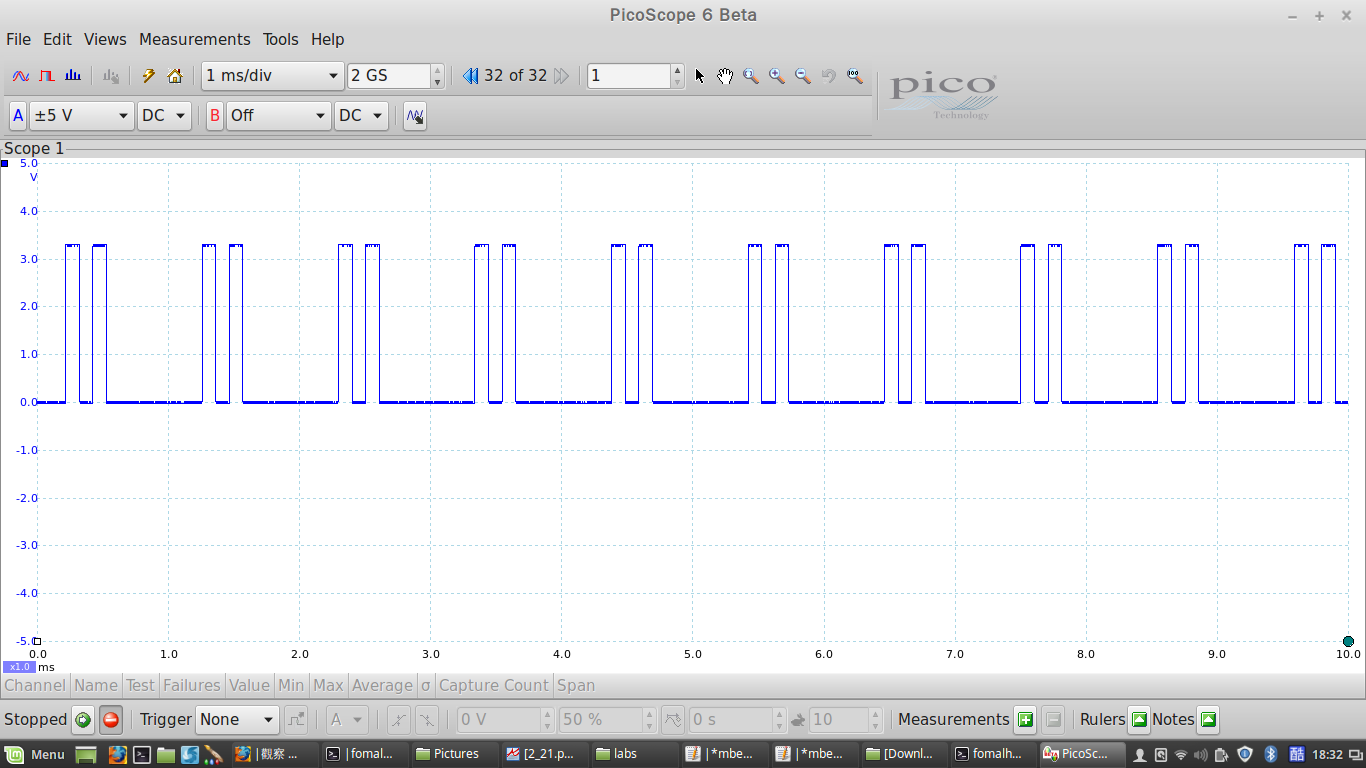 PicoScope 6 Beta
File Edit Views Measurements Tools Help
1 ms/div 2 GS 32 of 32 1
pico
Technology
A ±5 V DC B Off DC
Scope 1
5.0
V
4.0
3.0
2.0
1.0
0.0
-1.0
-2.0
-3.0
-4.0
-5.0
0.0 1.0 2.0 3.0 4.0 5.0 6.0 7.0 8.0 9.0 10.0
x1.0 ms
Channel Name Test Failures Value Min Max Average σ Capture Count Span
Stopped Trigger None A 0 V 50 % 0 s 10 Measurements Rulers Notes
Menu |觀察 ... |fomal... Pictures [2_21.p... labs |*mbe... |*mbe... [Downl... fomalh... PicoSc... 酷 18:32